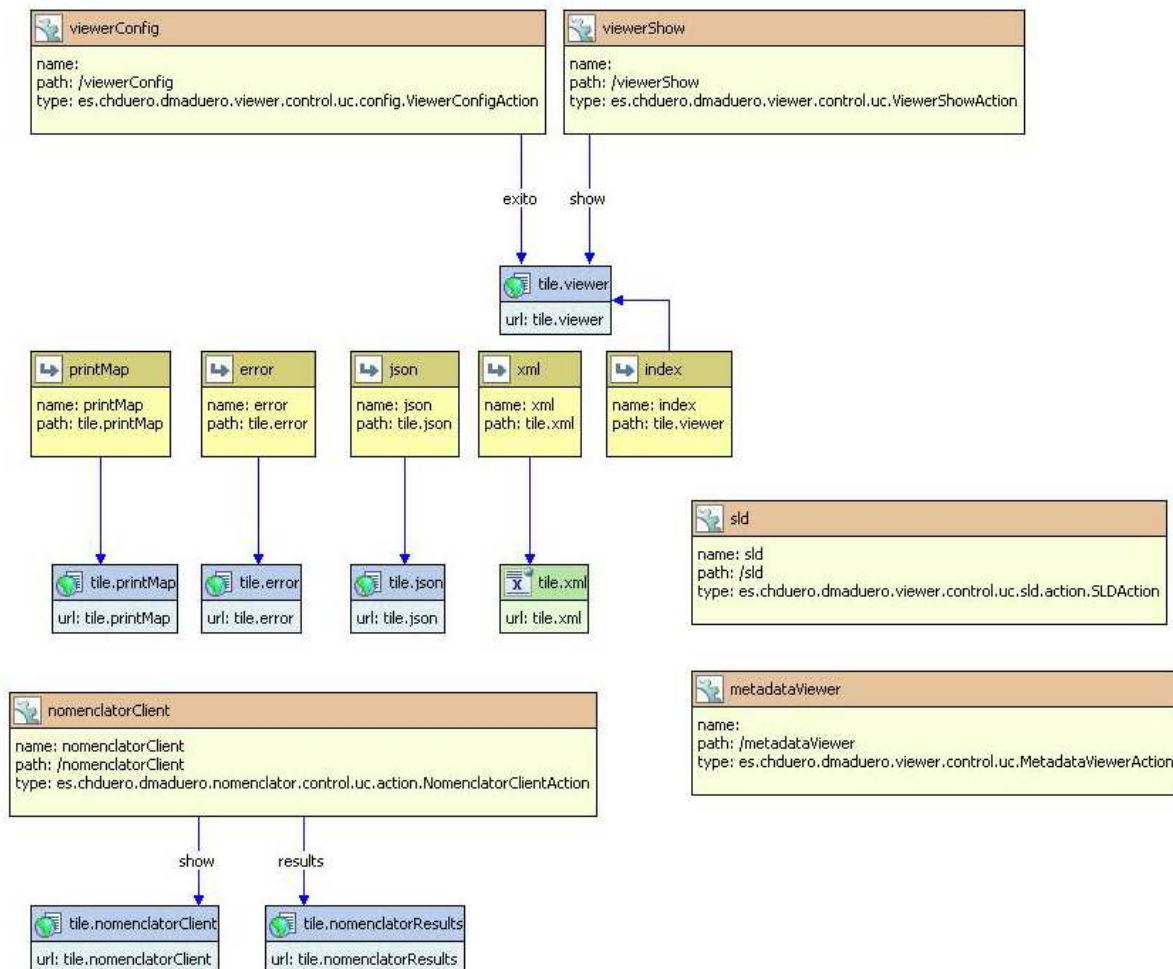 viewerConfig
name:
path: /viewerConfig
type: es.chduero.dmaduero.viewer.control.uc.config.ViewerConfigAction
viewerShow
name:
path: /viewerShow
type: es.chduero.dmaduero.viewer.control.uc.ViewerShowAction
exito
show
tile.viewer
url: tile.viewer
printMap
name: printMap
path: tile.printMap
error
name: error
path: tile.error
json
name: json
path: tile.json
xml
name: xml
path: tile.xml
index
name: index
path: tile.viewer
sld
name: sld
path: /sld
type: es.chduero.dmaduero.viewer.control.uc.sld.action.SLDAction
tile.printMap
url: tile.printMap
tile.error
url: tile.error
tile.json
url: tile.json
X
tile.xml
url: tile.xml
metadataViewer
name:
path: /metadataViewer
type: es.chduero.dmaduero.viewer.control.uc.MetadataViewerAction
nomenclatorClient
name: nomenclatorClient
path: /nomenclatorClient
type: es.chduero.dmaduero.nomenclator.control.uc.action.NomenclatorClientAction
show
results
tile.nomenclatorClient
url: tile.nomenclatorClient
tile.nomenclatorResults
url: tile.nomenclatorResults